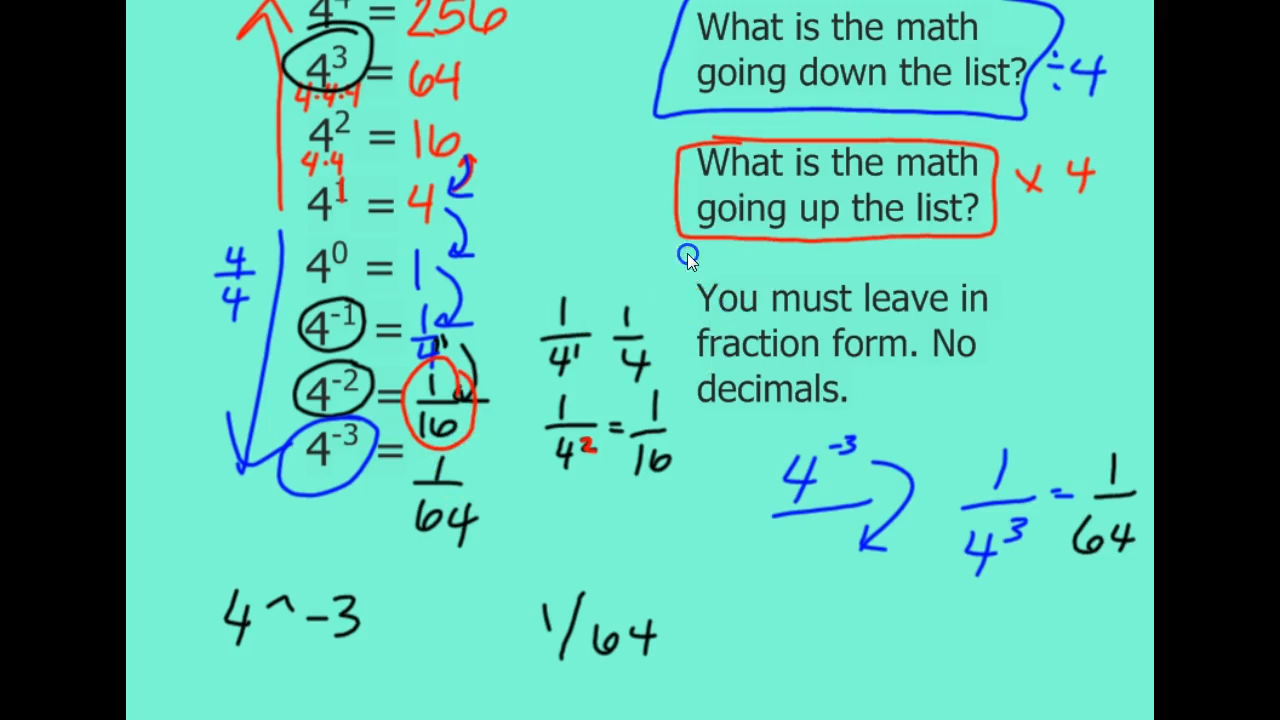 4⁴ = 256
4³ = 64
4·4·4
4² = 16
4·4
4¹ = 4
4⁰ = 1
4/4
4⁻¹ = 1/4
4⁻² = 1/16
4⁻³ = 1/64
1/4¹ 1/4
1/4² = 1/16
What is the math
going down the list? ÷4
What is the math
going up the list? x 4
You must leave in
fraction form. No
decimals.
4⁻³ 1/4³ = 1/64
4^-3 1/64